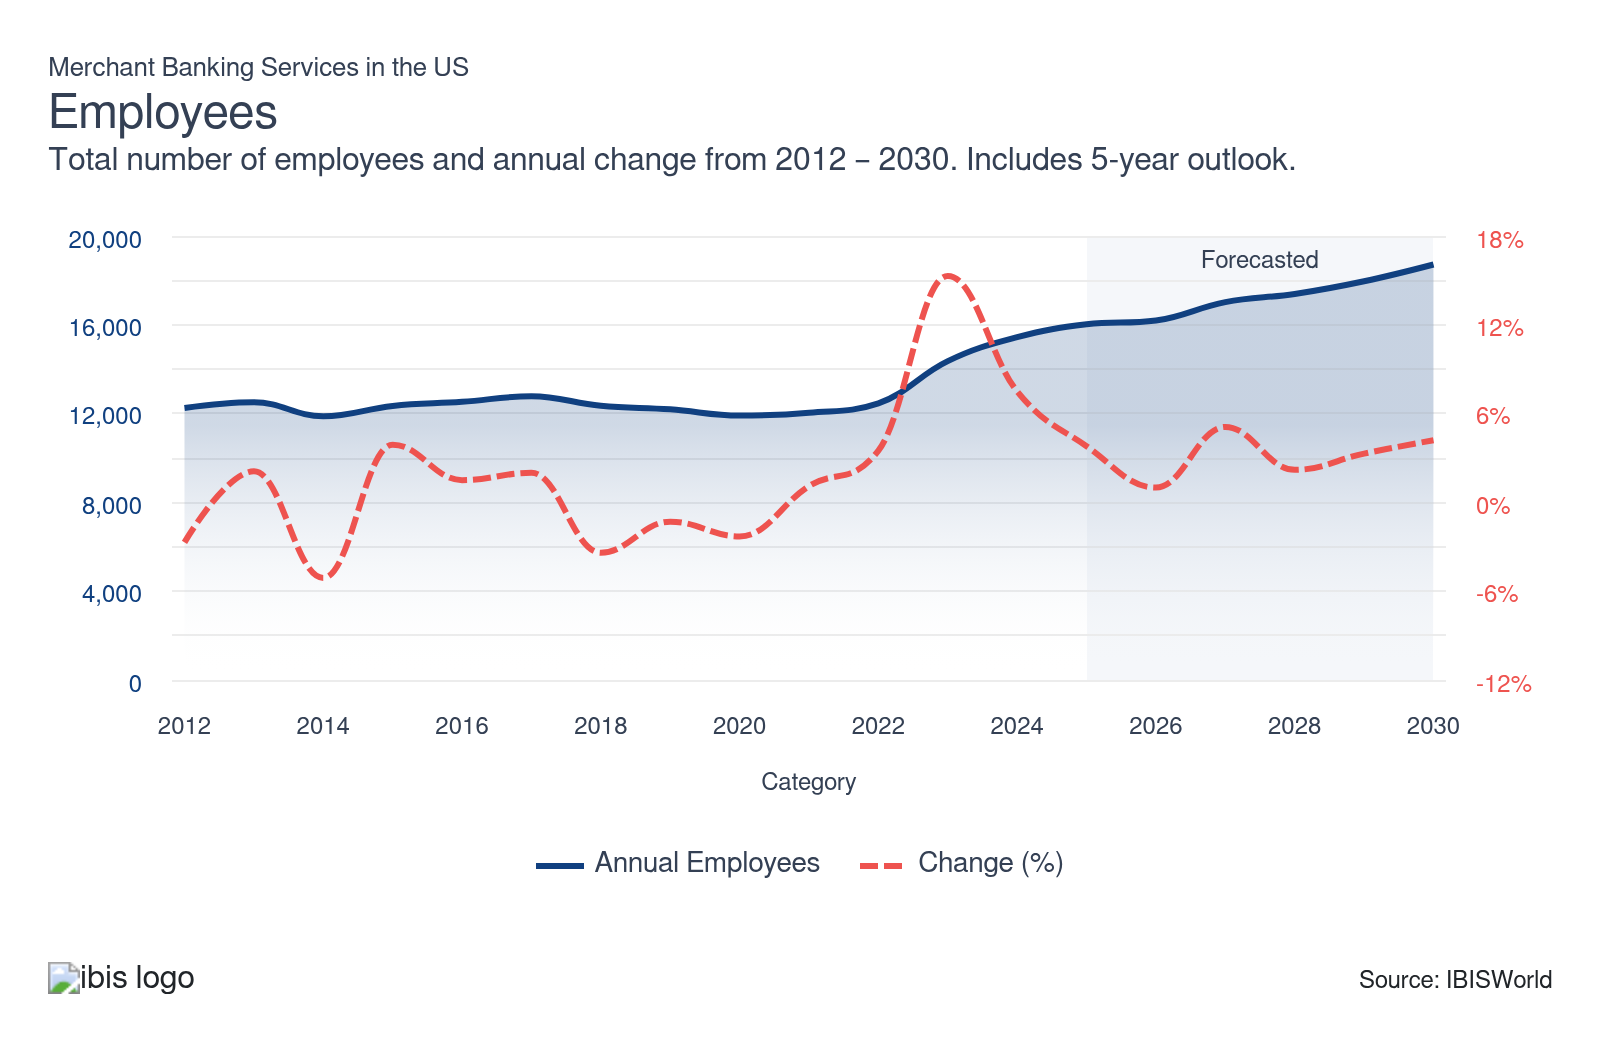 Merchant Banking Services in the US
Employees
Total number of employees and annual change from 2012 – 2030. Includes 5-year outlook.
20,000
18%
Forecasted
16,000
12%
12,000
6%
8,000
0%
4,000
-6%
0
-12%
2012 2014 2016 2018 2020 2022 2024 2026 2028 2030
Category
Annual Employees Change (%)
ibis logo
Source: IBISWorld